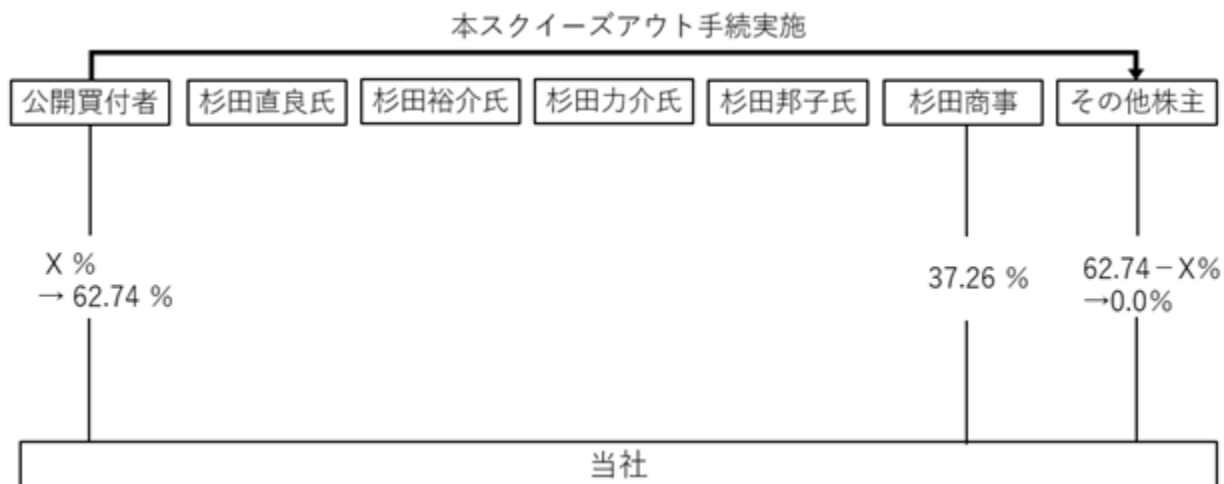 本スクイーズアウト手続実施
公開買付者
杉田直良氏
杉田裕介氏
杉田力介氏
杉田邦子氏
杉田商事
その他株主
X %
→ 62.74 %
37.26 %
62.74－X%
→0.0%
当社